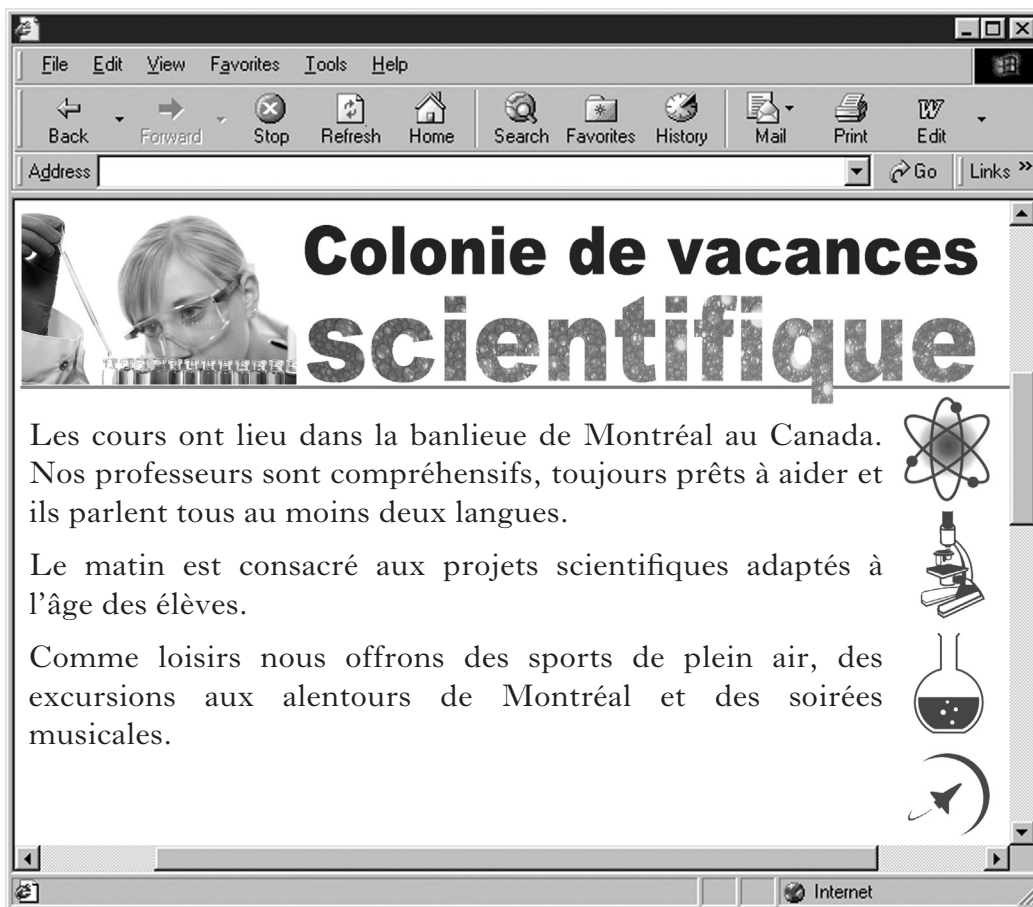 File Edit View Favorites Tools Help
Back Forward Stop Refresh Home Search Favorites History Mail Print Edit
Address Go Links »
Colonie de vacances
scientifique
Les cours ont lieu dans la banlieue de Montréal au Canada.
Nos professeurs sont compréhensifs, toujours prêts à aider et
ils parlent tous au moins deux langues.
Le matin est consacré aux projets scientifiques adaptés à
l'âge des élèves.
Comme loisirs nous offrons des sports de plein air, des
excursions aux alentours de Montréal et des soirées
musicales.
Internet